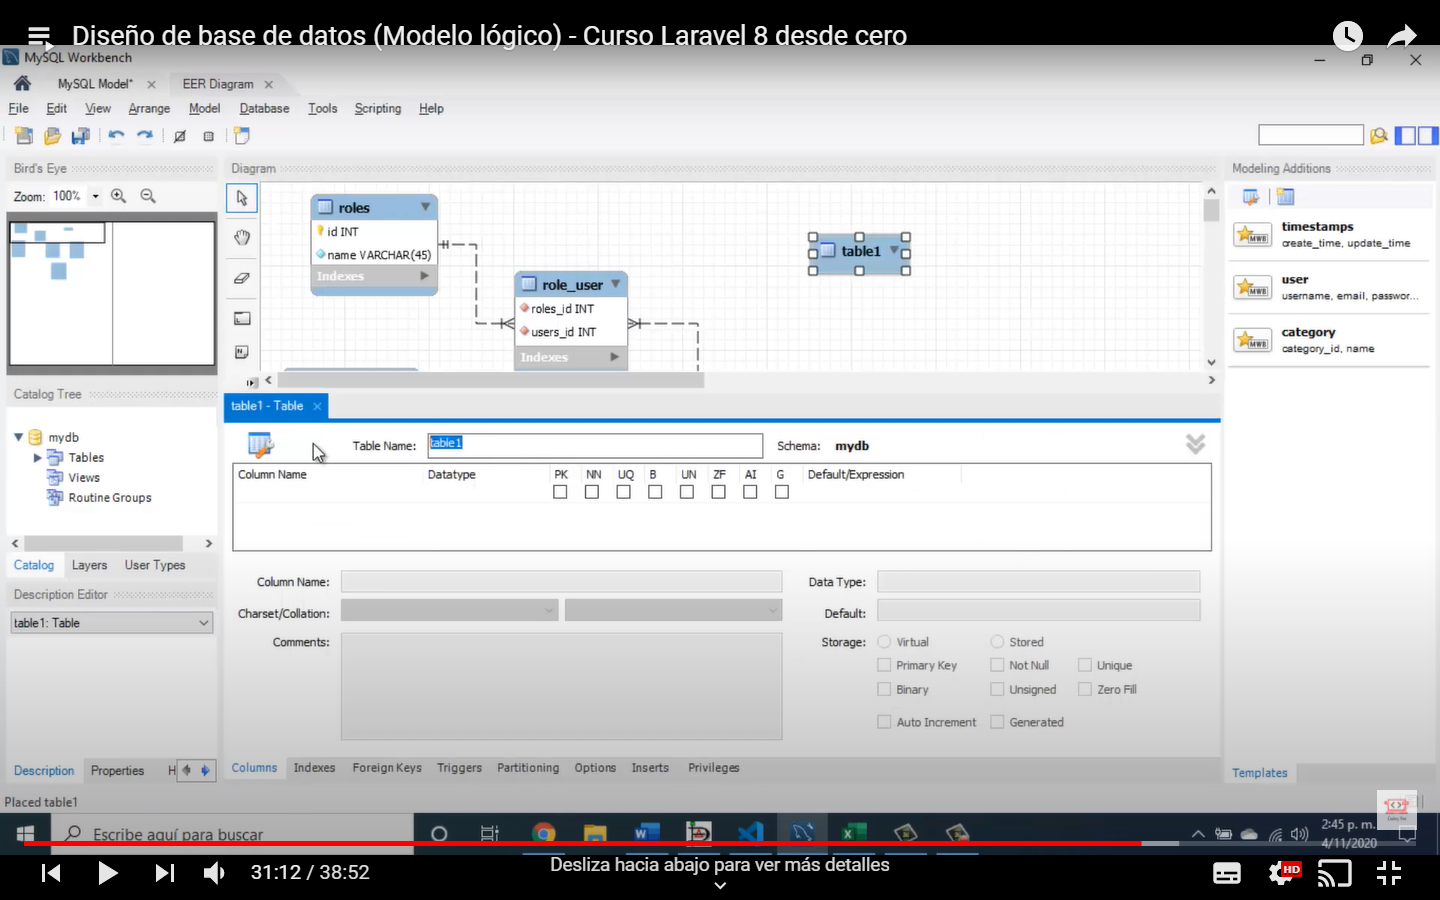 Diseño de base de datos (Modelo lógico) - Curso Laravel 8 desde cero
MySQL Workbench
MySQL Model* EER Diagram
File Edit View Arrange Model Database Tools Scripting Help
Bird's Eye Diagram Modeling Additions
Zoom: 100%
roles
id INT
name VARCHAR(45)
Indexes
role_user
roles_id INT
users_id INT
Indexes
table1
timestamps
create_time, update_time
user
username, email, passwor...
category
category_id, name
Catalog Tree
mydb
Tables
Views
Routine Groups
Catalog Layers User Types
Description Editor
table1: Table
table1 - Table
Table Name: table1 Schema: mydb
Column Name Datatype PK NN UQ B UN ZF AI G Default/Expression
Column Name: Data Type:
Charset/Collation: Default:
Comments: Storage: Virtual Stored
Primary Key Not Null Unique
Binary Unsigned Zero Fill
Auto Increment Generated
Description Properties H
Columns Indexes Foreign Keys Triggers Partitioning Options Inserts Privileges
Templates
Placed table1
Escribe aquí para buscar
2:45 p. m.
4/11/2020
31:12 / 38:52
Desliza hacia abajo para ver más detalles
HD